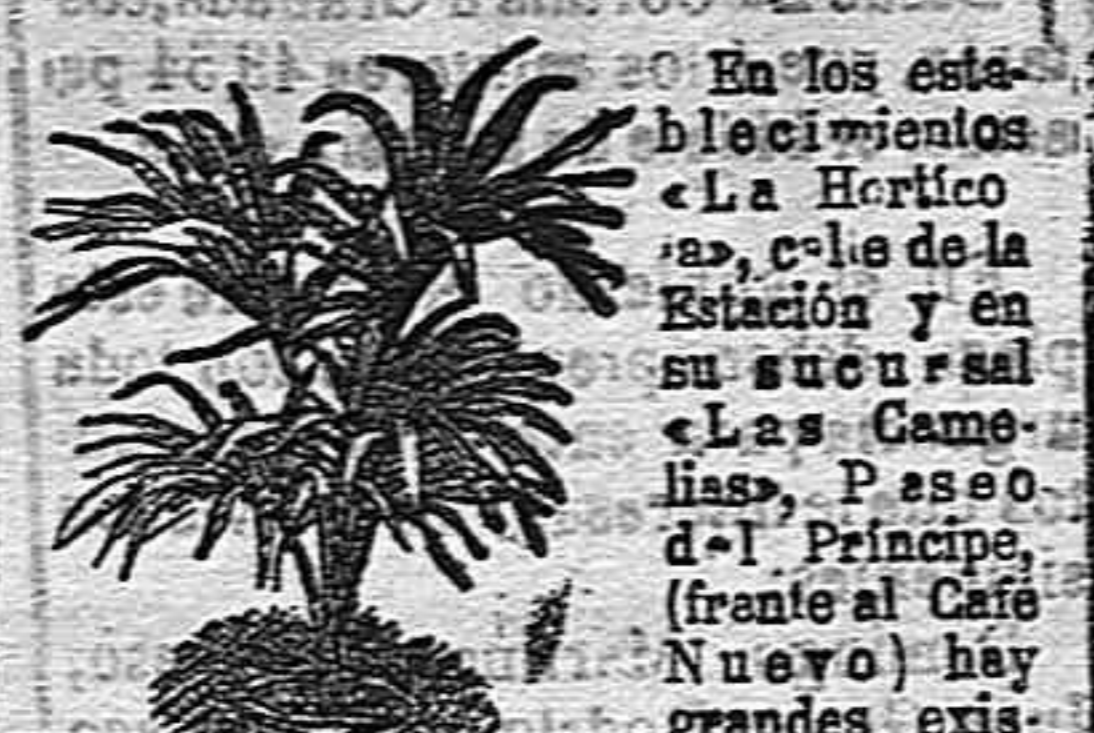 En los esta-
blecimientos
«La Hortíco
a», calle de la
Estación y en
su sucursal
«Las Came-
lias», Paseo
del Príncipe,
(frente al Café
Nuevo) hay
grandes exis-